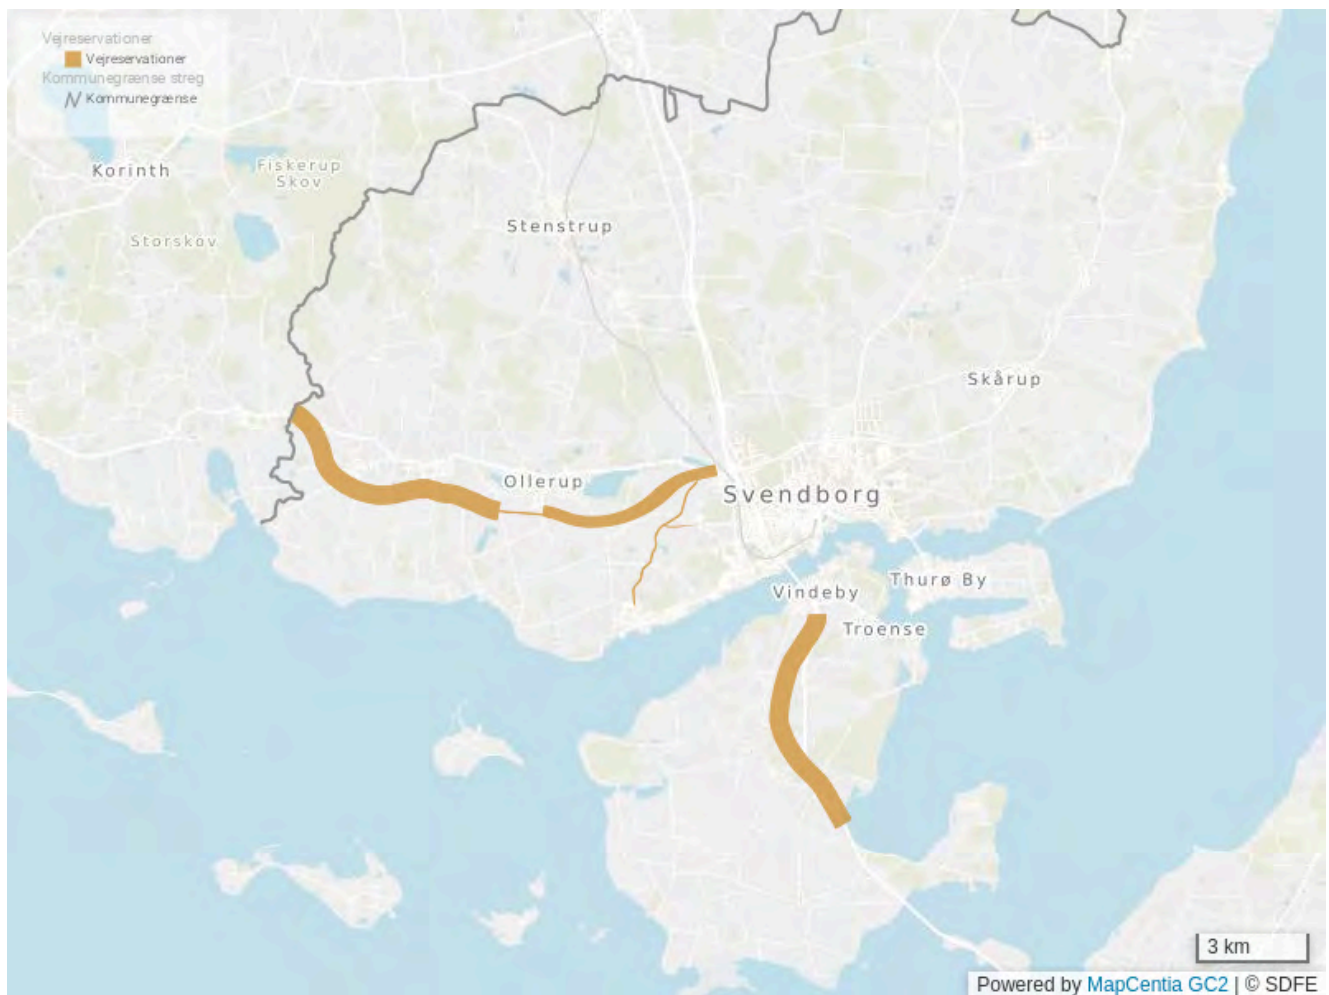 Vejreservationer
Vejreservationer
Kommunegrænse streg
Kommunegrænse
Korinth
Fiskerup
Skov
Storskov
Stenstrup
Skårup
Ollerup
Svendborg
Thurø By
Vindeby
Troense
3 km
Powered by MapCentia GC2 | © SDFE